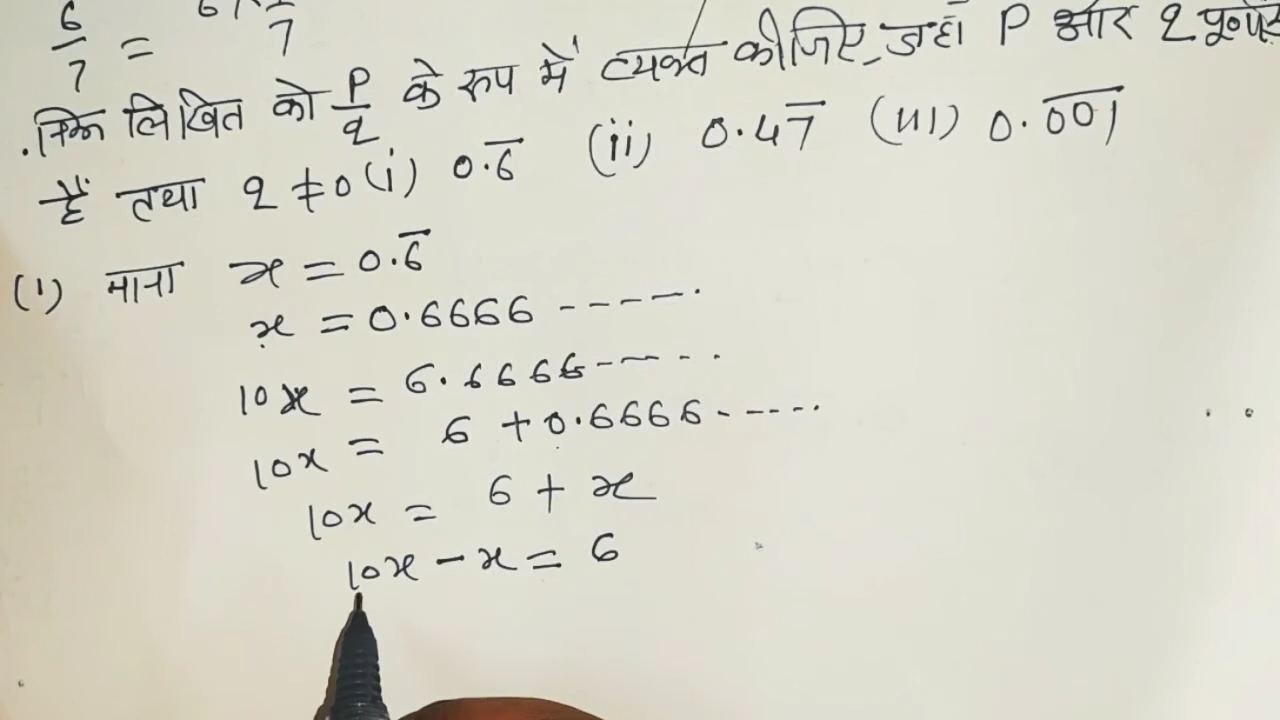 6/7 = 6 × 1/7
निम्न लिखित को p/q के रूप में व्यक्त कीजिए, जहाँ P और q पूर्णांक
हैं तथा q ≠ 0 (i) 0.6̅ (ii) 0.47̅ (iii) 0.0̅0̅1̅
(i) माना x = 0.6̅
x = 0.6666 -----.
10x = 6.6666-----..
10x = 6 + 0.6666-----
10x = 6 + x
10x - x = 6